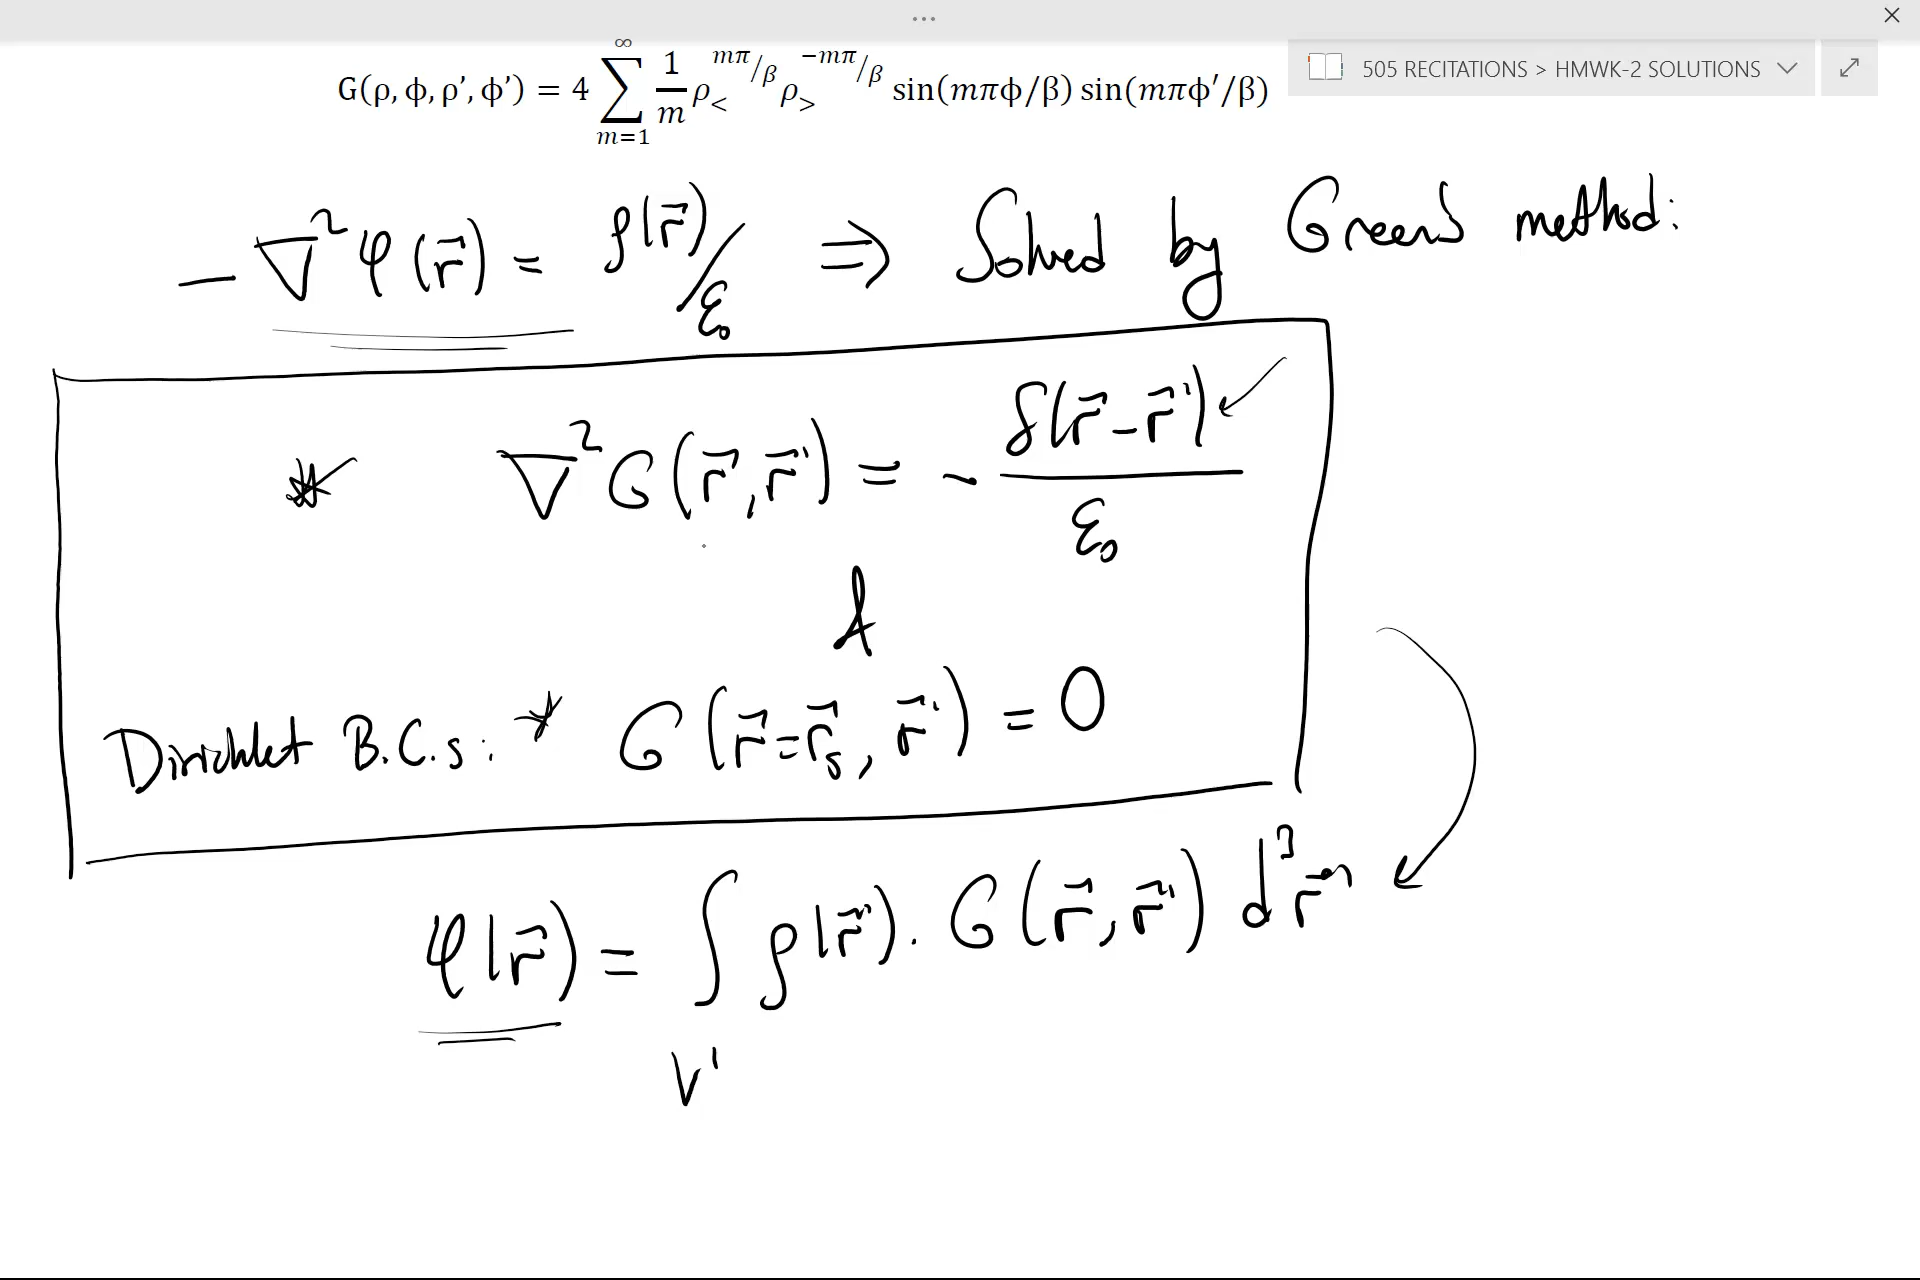 505 RECITATIONS > HMWK-2 SOLUTIONS
G(ρ, ϕ, ρ’, ϕ’) = 4 ∑_{m=1}^{∞} 1/m ρ_<^{mπ/β} ρ_>^{−mπ/β} sin(mπϕ/β) sin(mπϕ′/β)
− ∇²φ(r⃗) = ρ(r⃗)/ε₀ ⇒ Solved by Green's method:
* ∇²G(r⃗, r⃗') = - δ(r⃗-r⃗')/ε₀
&
Dirichlet B.C.s: * G(r⃗=r⃗_s, r⃗') = 0
φ(r⃗) = ∫_{V'} ρ(r⃗'). G(r⃗, r⃗') d³r⃗'